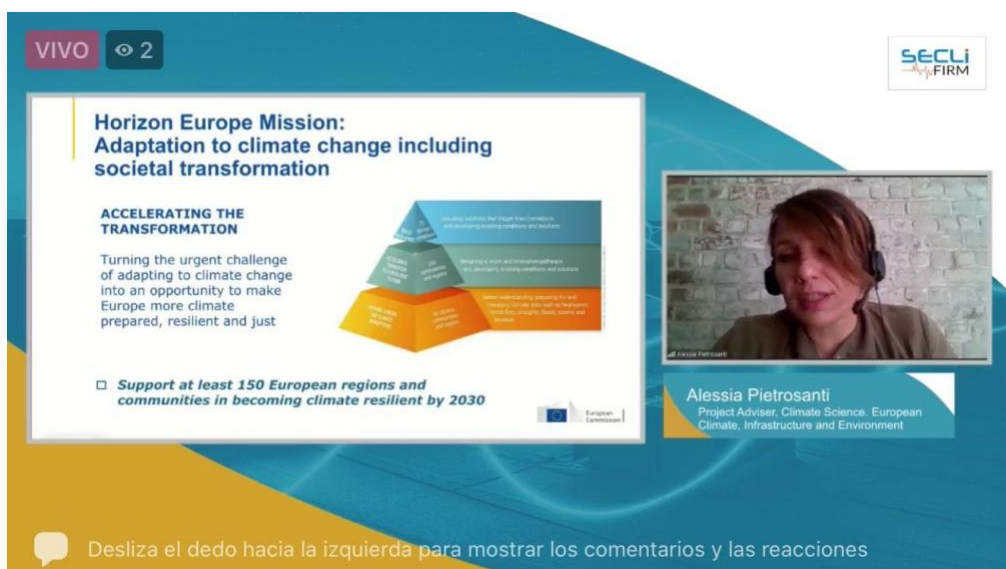 VIVO
2
SECLi
FIRM
Horizon Europe Mission:
Adaptation to climate change including
societal transformation
ACCELERATING THE
TRANSFORMATION
Turning the urgent challenge
of adapting to climate change
into an opportunity to make
Europe more climate
prepared, resilient and just
Support at least 150 European regions and
communities in becoming climate resilient by 2030
European
Commission
Alessia Pietrosanti
Alessia Pietrosanti
Project Adviser, Climate Science. European
Climate, Infrastructure and Environment
Desliza el dedo hacia la izquierda para mostrar los comentarios y las reacciones